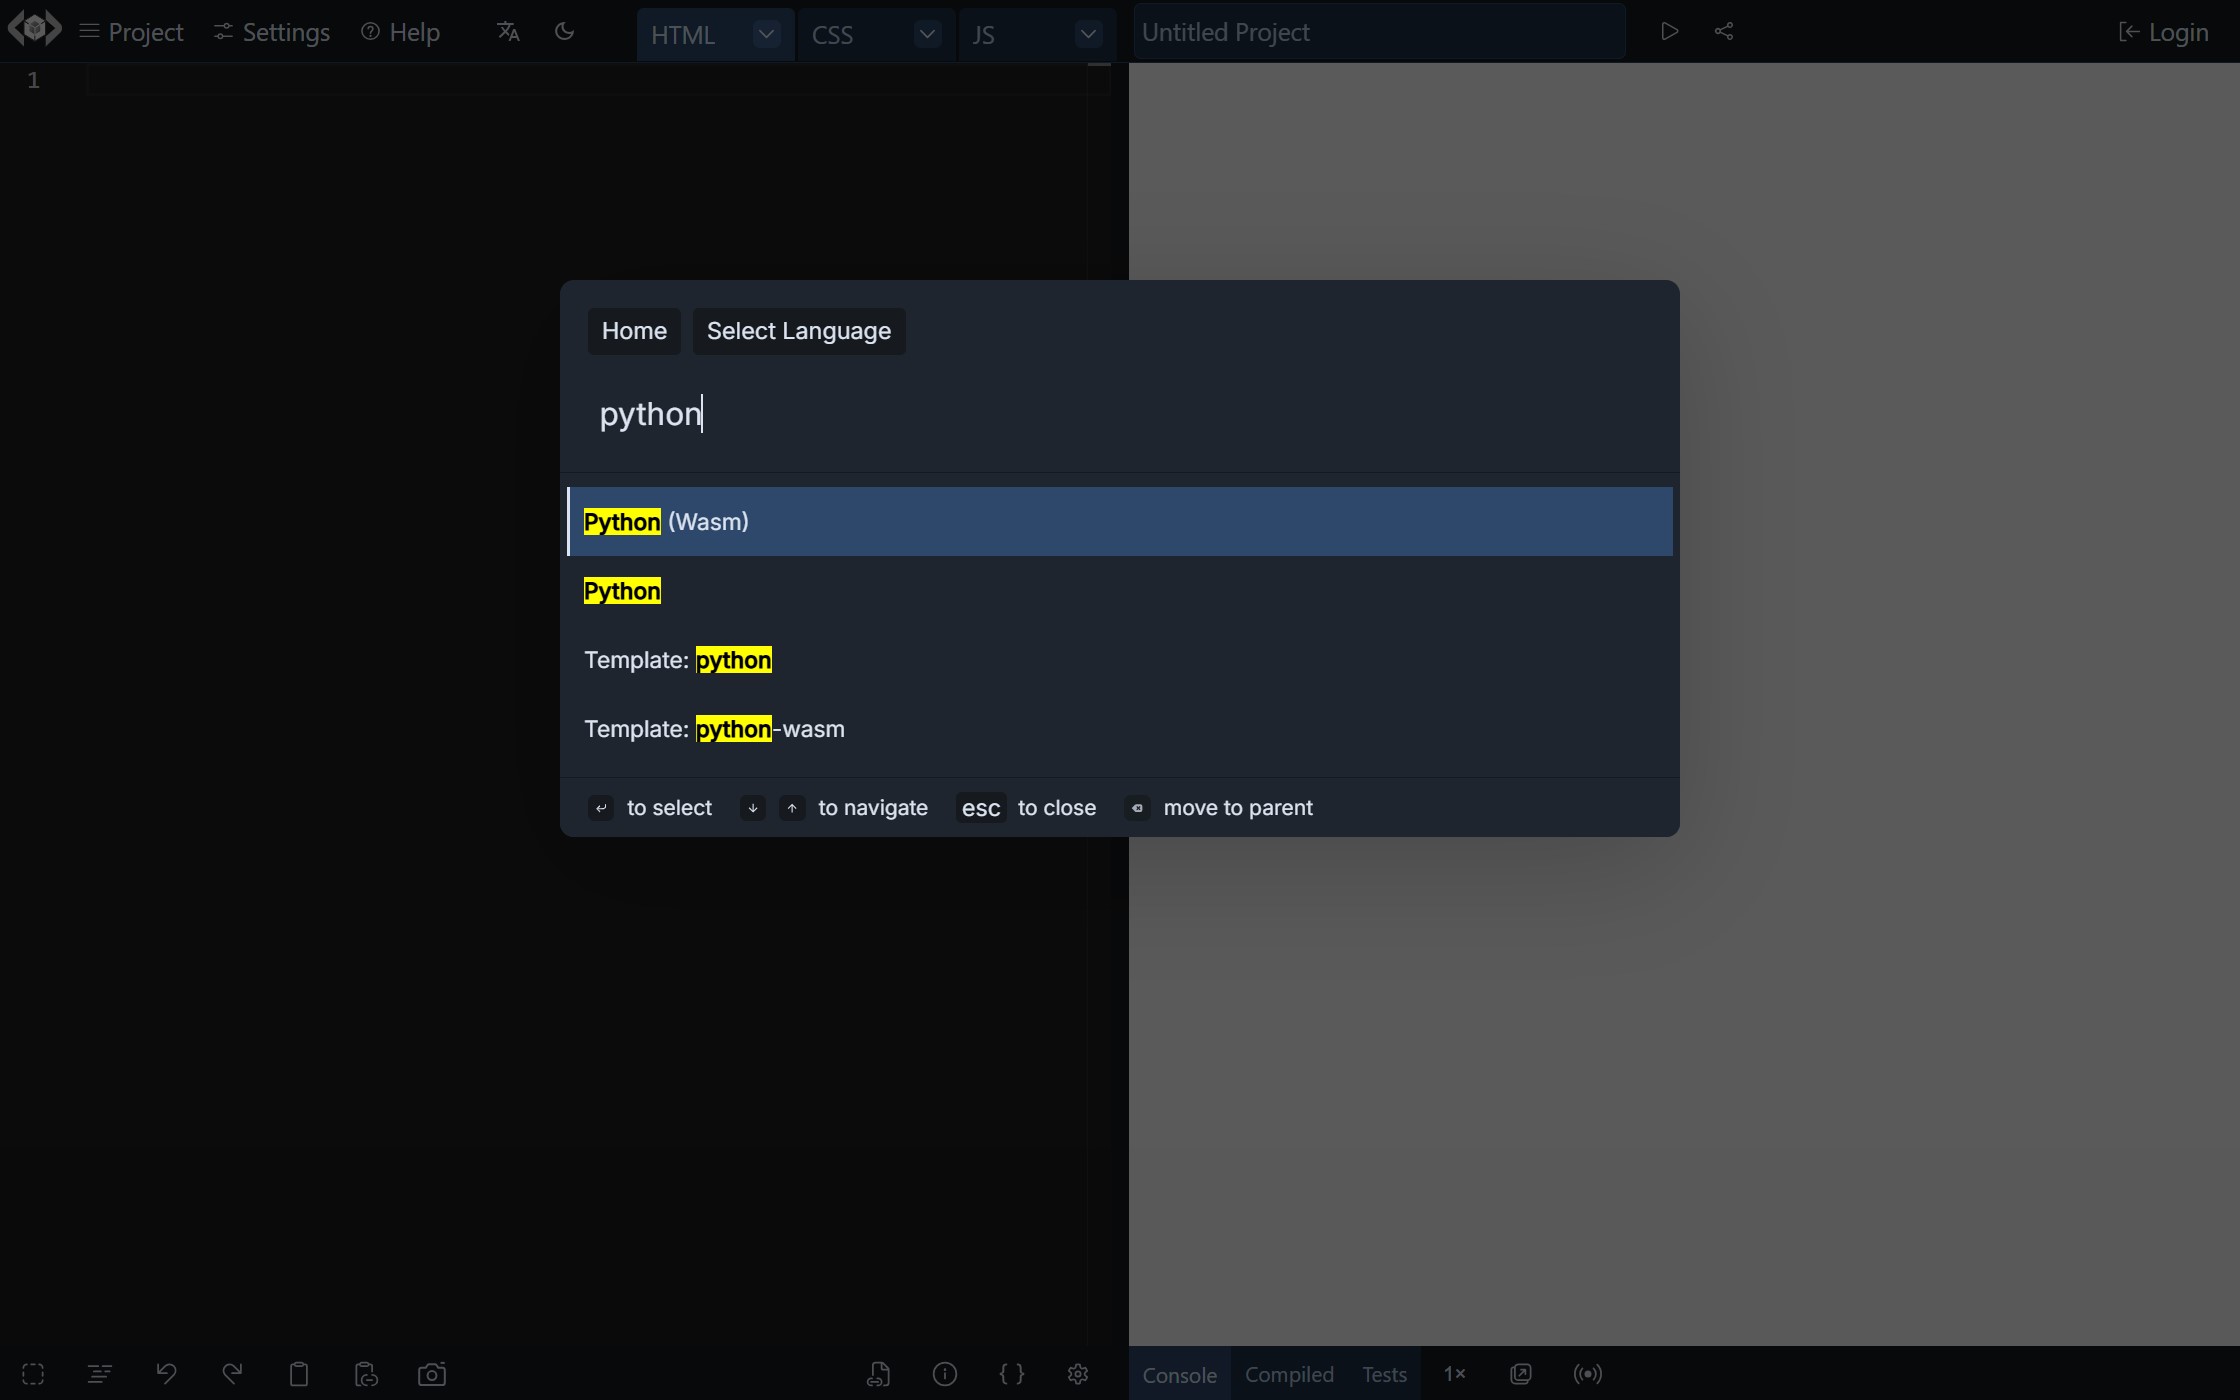 Project Settings Help HTML CSS JS Untitled Project Login
1
Home Select Language
python
Python (Wasm)
Python
Template: python
Template: python-wasm
to select to navigate esc to close move to parent
Console Compiled Tests 1×